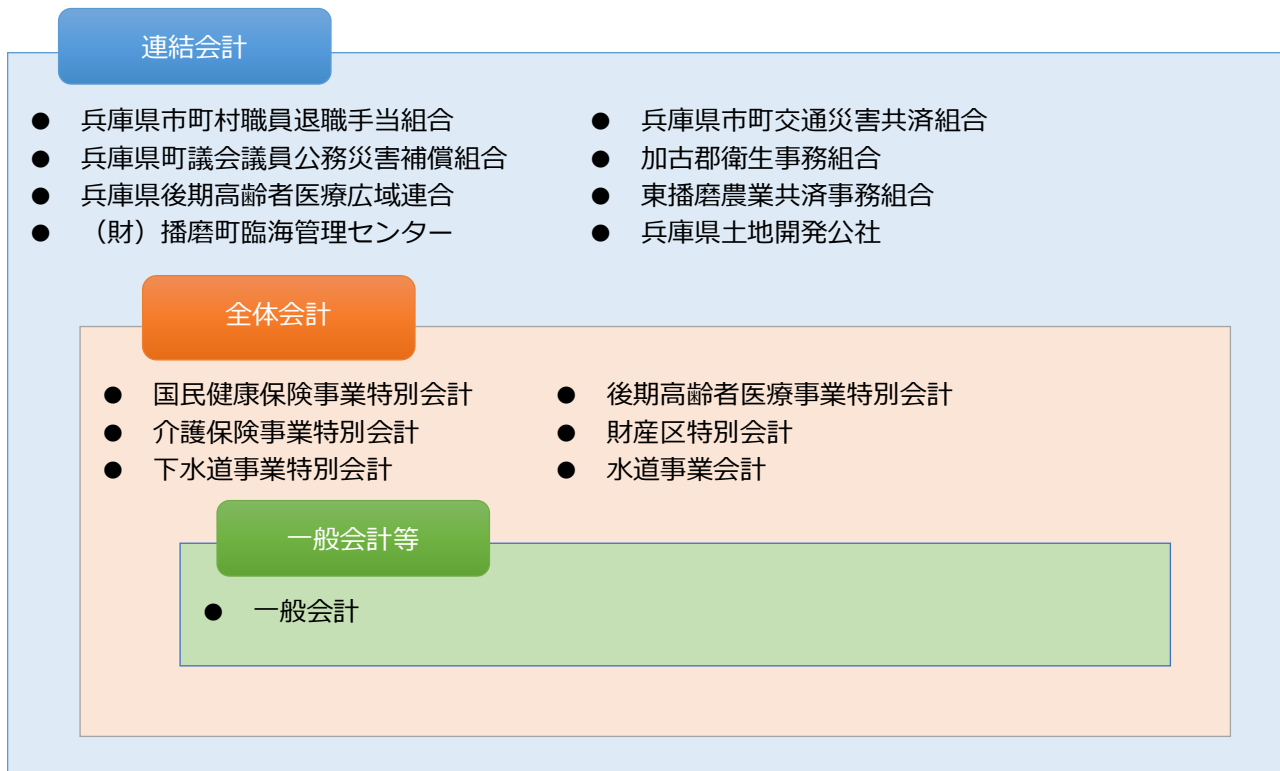 連結会計
● 兵庫県市町村職員退職手当組合
● 兵庫県市町交通災害共済組合
● 兵庫県町議会議員公務災害補償組合
● 加古郡衛生事務組合
● 兵庫県後期高齢者医療広域連合
● 東播磨農業共済事務組合
● （財）播磨町臨海管理センター
● 兵庫県土地開発公社
全体会計
● 国民健康保険事業特別会計
● 後期高齢者医療事業特別会計
● 介護保険事業特別会計
● 財産区特別会計
● 下水道事業特別会計
● 水道事業会計
一般会計等
● 一般会計